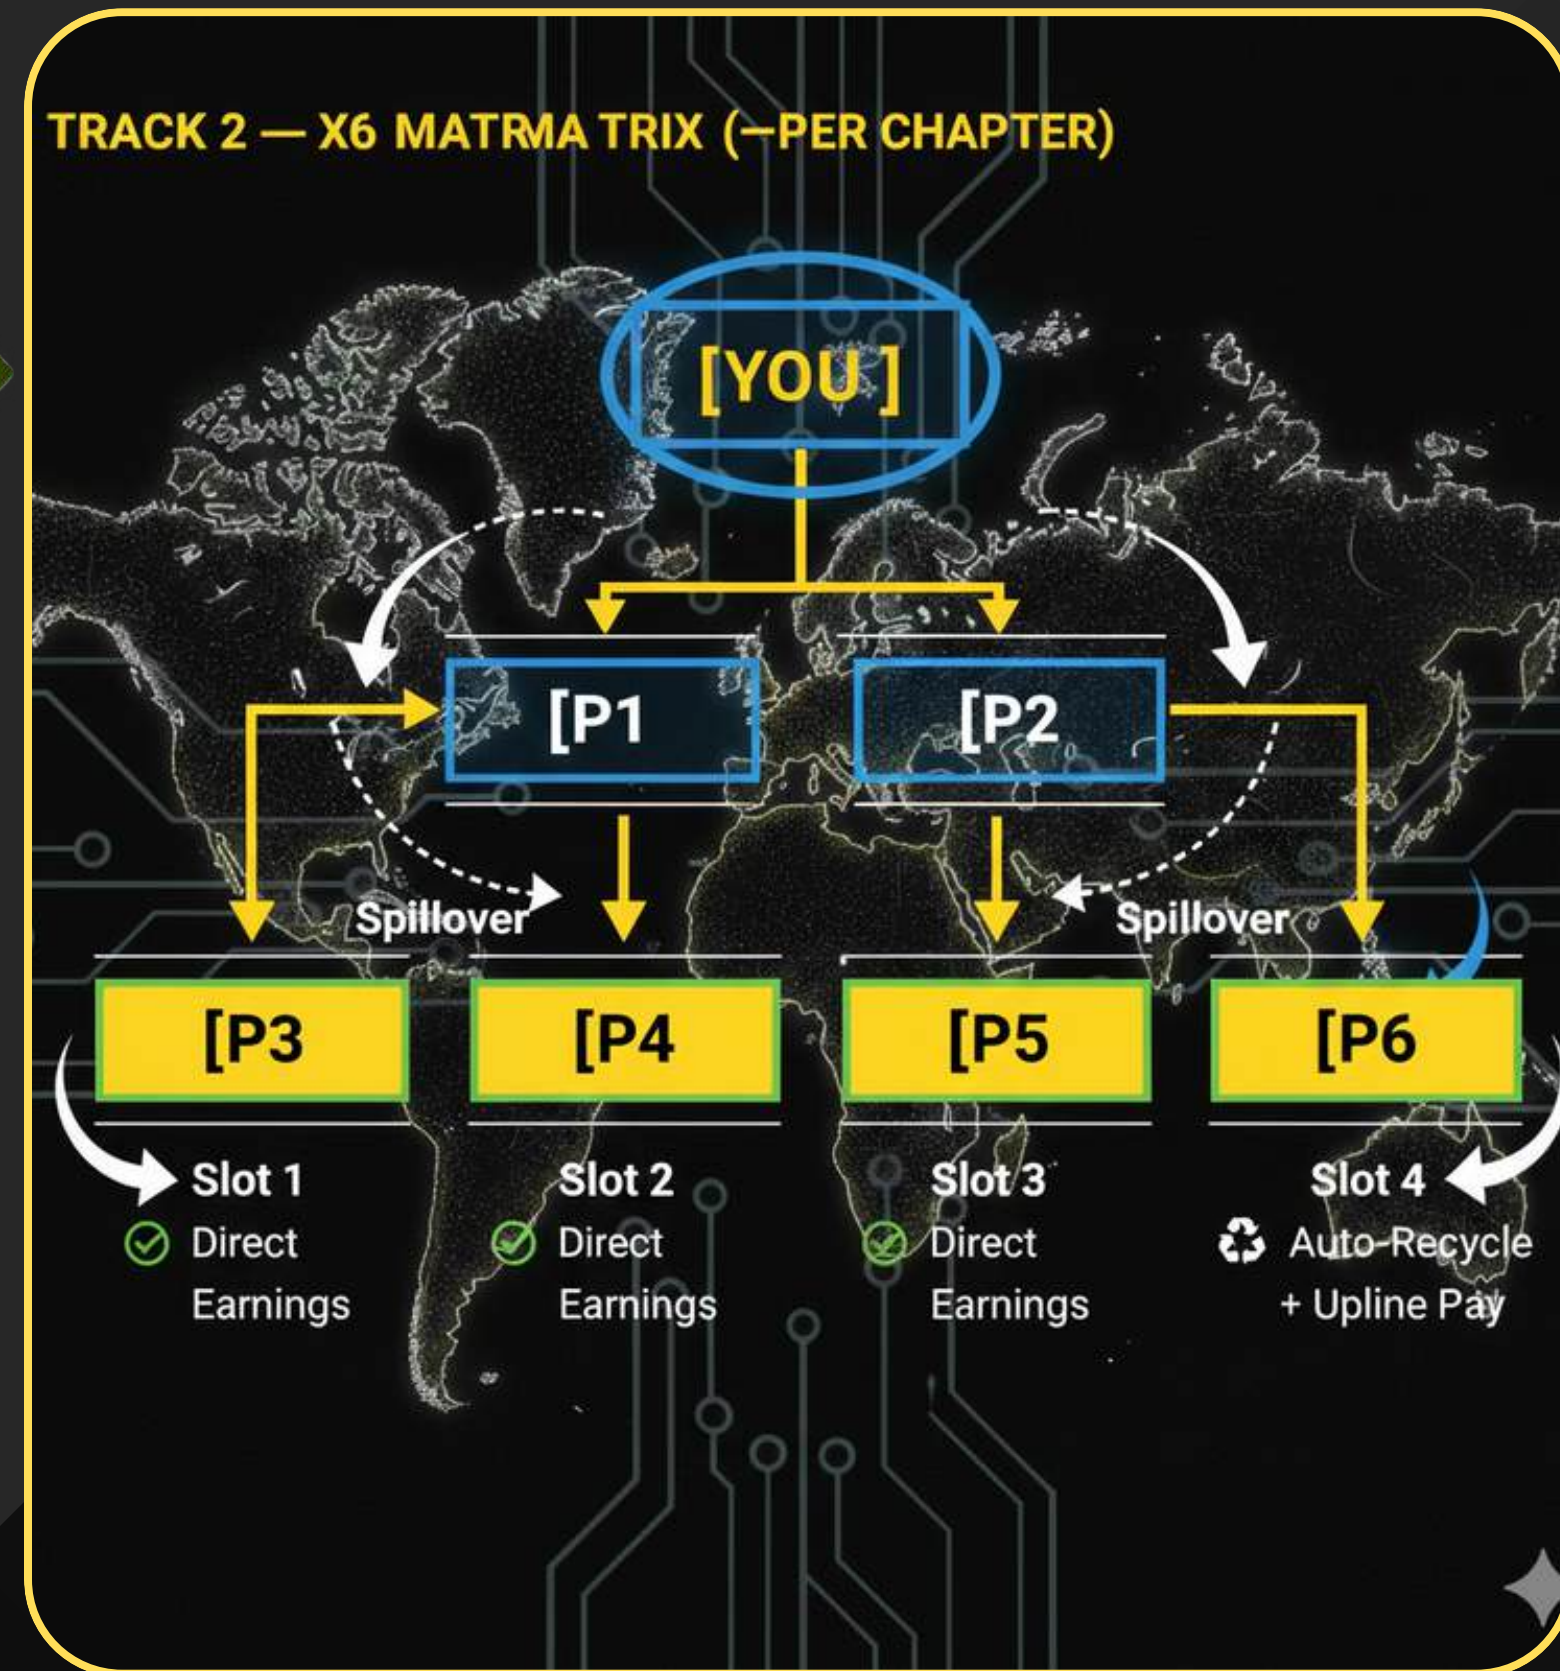 TRACK 2 — X6 MATRMA TRIX (–PER CHAPTER)
[YOU ]
[P1
[P2
Spillover
Spillover
[P3
[P4
[P5
[P6
Slot 1
Direct
Earnings
Slot 2
Direct
Earnings
Slot 3
Direct
Earnings
Slot 4
Auto-Recycle
+ Upline Pay